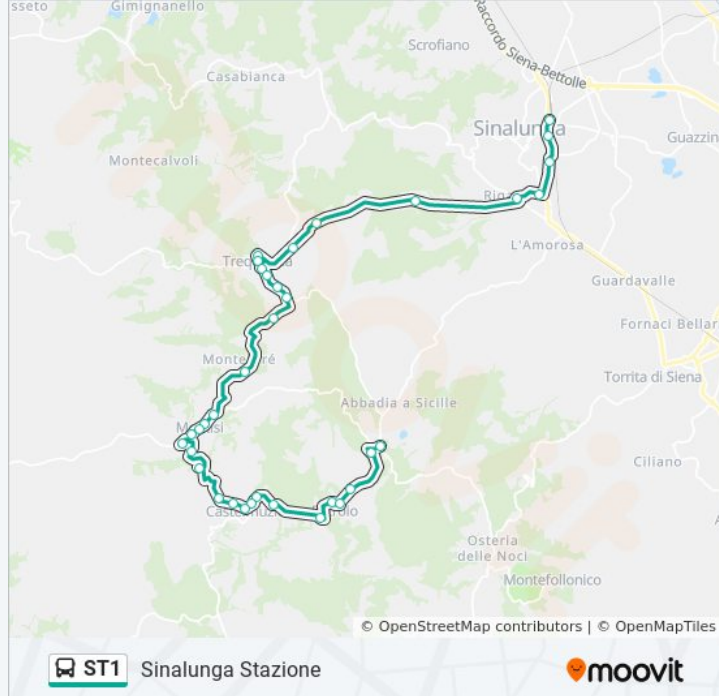 sseto
Gimignanello
Raccordo Siena-Bettolle
Scrofiano
Casabianca
Sinalunga
Guazzin
Montecalvoli
L'Amorosa
Guardavalle
Fornaci Bellar
Torrita di Siena
Abbadia a Sicille
Ciliano
Osteria
delle Noci
Montefollonico
© OpenStreetMap contributors | © OpenMapTiles
ST1 Sinalunga Stazione
moovit